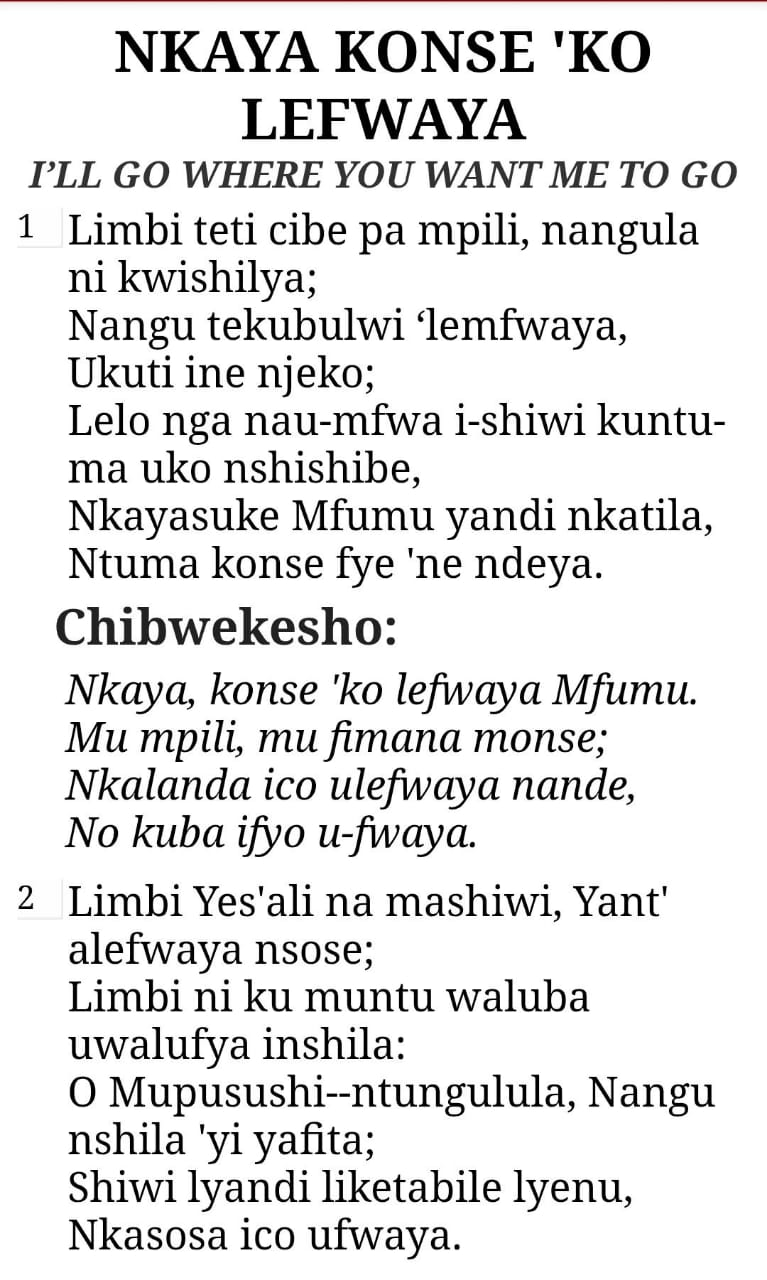 NKAYA KONSE 'KO
LEFWAYA
I’LL GO WHERE YOU WANT ME TO GO
1 Limbi teti cibe pa mpili, nangula
ni kwishilya;
Nangu tekubulwi ‘lemfwaya,
Ukuti ine njeko;
Lelo nga nau-mfwa i-shiwi kuntu-
ma uko nshishibe,
Nkayasuke Mfumu yandi nkatila,
Ntuma konse fye 'ne ndeya.
Chibwekesho:
Nkaya, konse 'ko lefwaya Mfumu.
Mu mpili, mu fimana monse;
Nkalanda ico ulefwaya nande,
No kuba ifyo u-fwaya.
2 Limbi Yes'ali na mashiwi, Yant'
alefwaya nsose;
Limbi ni ku muntu waluba
uwalufya inshila:
O Mupusushi--ntungulula, Nangu
nshila 'yi yafita;
Shiwi lyandi liketabile lyenu,
Nkasosa ico ufwaya.